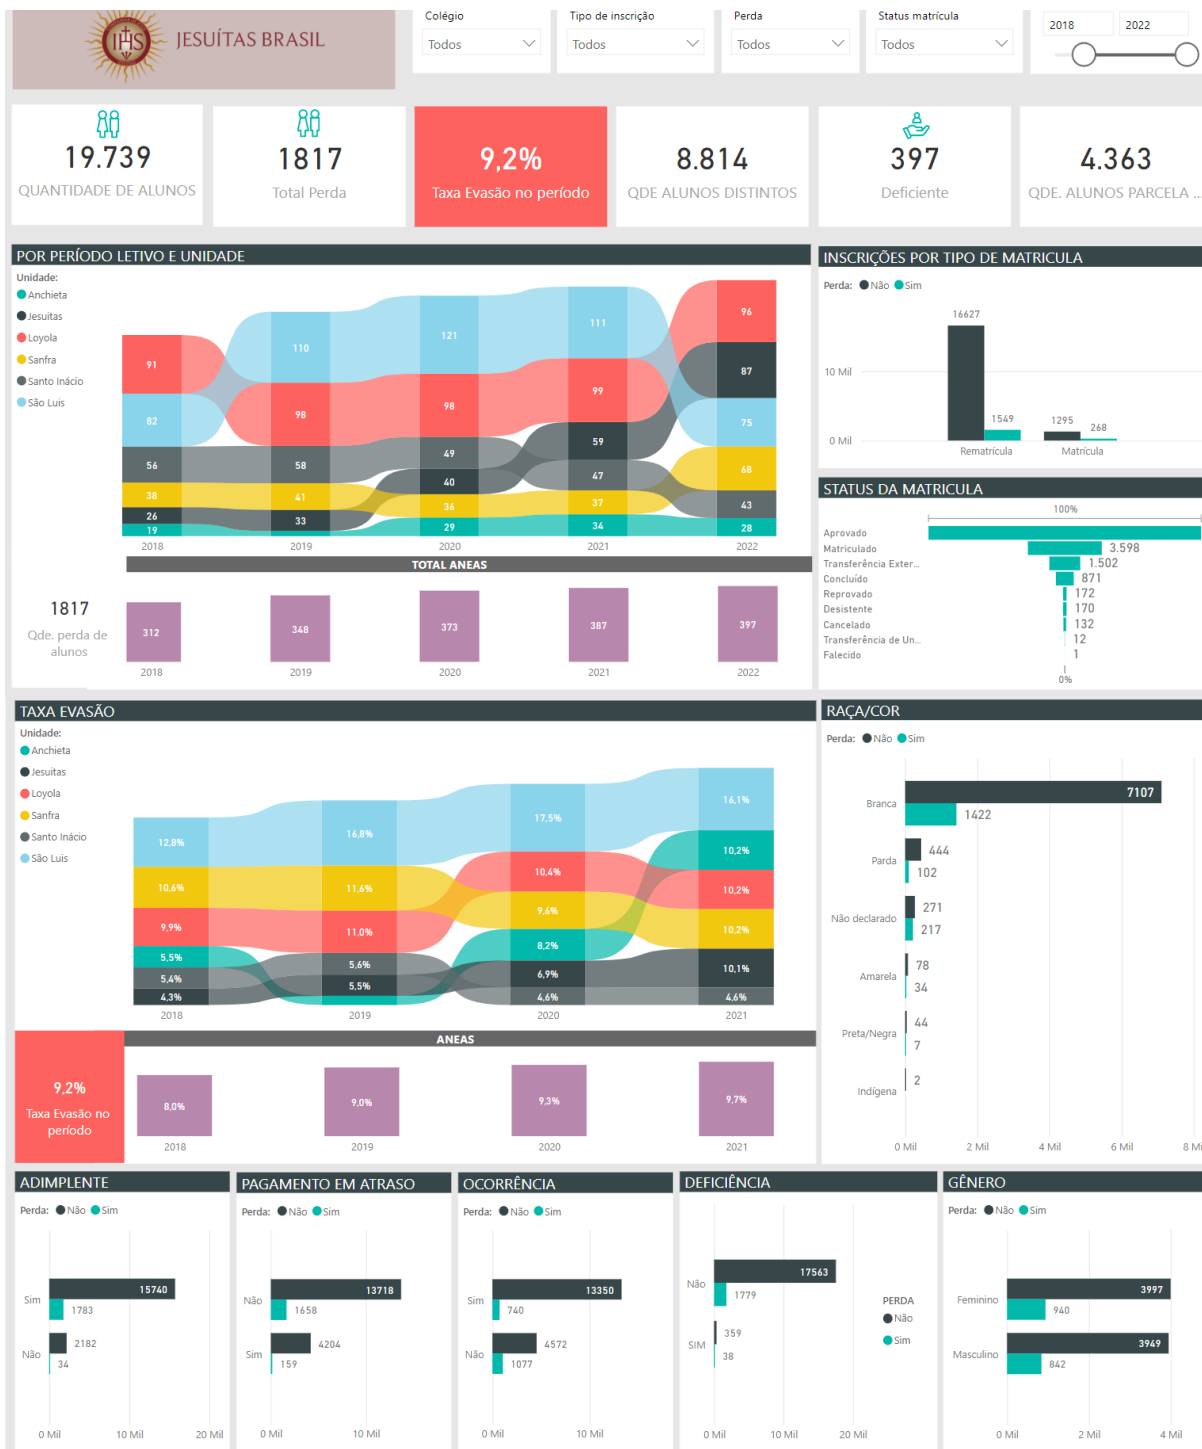 IHS
JESUÍTAS BRASIL
Colégio
Todos
Tipo de inscrição
Todos
Perda
Todos
Status matrícula
Todos
2018 2022
19.739
QUANTIDADE DE ALUNOS
1817
Total Perda
9,2%
Taxa Evasão no período
8.814
QDE ALUNOS DISTINTOS
397
Deficiente
4.363
QDE. ALUNOS PARCELA ...
POR PERÍODO LETIVO E UNIDADE
Unidade:
Anchieta
Jesuitas
Loyola
Sanfra
Santo Inácio
São Luis
91
82
56
38
26
19
110
98
58
41
33
121
98
49
40
36
29
111
99
59
47
37
34
96
87
75
68
43
28
2018 2019 2020 2021 2022
TOTAL ANEAS
1817
Qde. perda de
alunos
312 348 373 387 397
2018 2019 2020 2021 2022
INSCRIÇÕES POR TIPO DE MATRICULA
Perda: Não Sim
16627
10 Mil
1549 1295 268
0 Mil
Rematrícula Matrícula
STATUS DA MATRICULA
100%
Aprovado
Matriculado 3.598
Transferência Exter... 1.502
Concluído 871
Reprovado 172
Desistente 170
Cancelado 132
Transferência de Un... 12
Falecido 1
0%
TAXA EVASÃO
Unidade:
Anchieta
Jesuitas
Loyola
Sanfra
Santo Inácio
São Luis
12,8%
10,6%
9,9%
5,5%
5,4%
4,3%
16,8%
11,6%
11,0%
5,6%
5,5%
17,5%
10,4%
9,6%
8,2%
6,9%
4,6%
16,1%
10,2%
10,2%
10,2%
10,1%
4,6%
2018 2019 2020 2021
ANEAS
9,2%
Taxa Evasão no
período
8,0% 9,0% 9,3% 9,7%
2018 2019 2020 2021
RAÇA/COR
Perda: Não Sim
Branca 7107
1422
Parda 444
102
Não declarado 271
217
Amarela 78
34
Preta/Negra 44
7
Indígena 2
0 Mil 2 Mil 4 Mil 6 Mil 8 Mi
ADIMPLENTE
Perda: Não Sim
Sim 15740
1783
Não 2182
34
0 Mil 10 Mil 20 Mil
PAGAMENTO EM ATRASO
Perda: Não Sim
Não 13718
1658
Sim 4204
159
0 Mil 10 Mil
OCORRÊNCIA
Perda: Não Sim
Sim 13350
740
Não 4572
1077
0 Mil 10 Mil
DEFICIÊNCIA
Não 17563
1779
SIM 359
38
PERDA
Não
Sim
0 Mil 10 Mil 20 Mil
GÊNERO
Perda: Não Sim
Feminino 3997
940
Masculino 3949
842
0 Mil 2 Mil 4 Mil